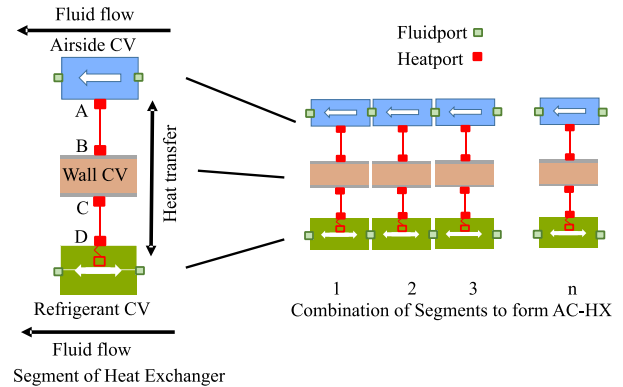 Fluid flow
Airside CV
A
B
Wall CV
C
D
Heat transfer
Refrigerant CV
Fluid flow
Segment of Heat Exchanger
Fluidport
Heatport
1 2 3 n
Combination of Segments to form AC-HX